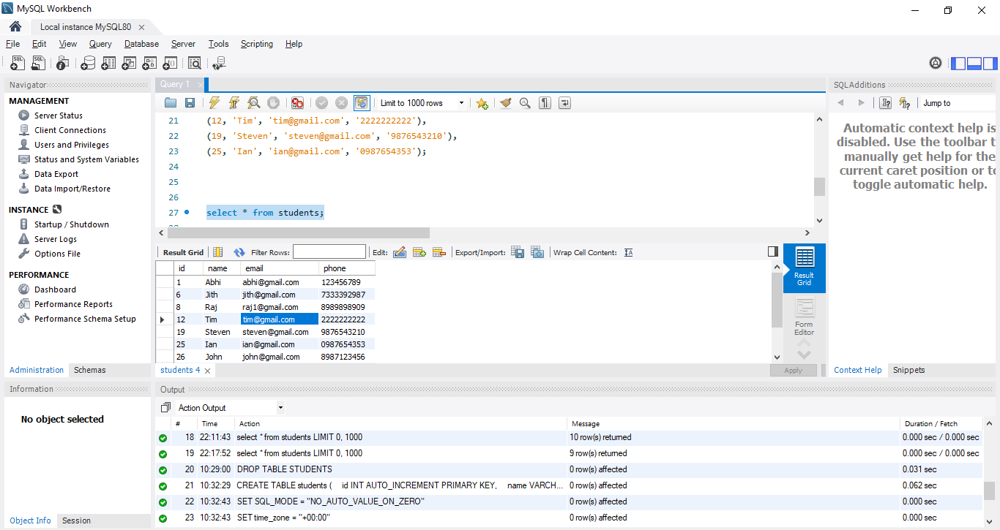 MySQL Workbench
Local instance MySQL80
File Edit View Query Database Server Tools Scripting Help
Navigator
MANAGEMENT
Server Status
Client Connections
Users and Privileges
Status and System Variables
Data Export
Data Import/Restore
INSTANCE
Startup / Shutdown
Server Logs
Options File
PERFORMANCE
Dashboard
Performance Reports
Performance Schema Setup
Administration Schemas
Information
No object selected
Object Info Session
Query 1
Limit to 1000 rows
21 (12, 'Tim', 'tim@gmail.com', '2222222222'),
22 (19, 'Steven', 'steven@gmail.com', '9876543210'),
23 (25, 'Ian', 'ian@gmail.com', '0987654353');
24
25
26
27 select * from students;
Result Grid Filter Rows: Edit: Export/Import: Wrap Cell Content:
id name email phone
1 Abhi abhi@gmail.com 123456789
6 Jith jith@gmail.com 7333392987
8 Raj raj1@gmail.com 8989898909
12 Tim tim@gmail.com 2222222222
19 Steven steven@gmail.com 9876543210
25 Ian ian@gmail.com 0987654353
26 John john@gmail.com 8987123456
Result
Grid
Form
Editor
students 4
Apply
SQLAdditions
Jump to
Automatic context help is
disabled. Use the toolbar t
manually get help for the
current caret position or to
toggle automatic help.
Context Help Snippets
Output
Action Output
# Time Action Message Duration / Fetch
18 22:11:43 select * from students LIMIT 0, 1000 10 row(s) returned 0.000 sec / 0.000 sec
19 22:17:52 select * from students LIMIT 0, 1000 9 row(s) returned 0.000 sec / 0.000 sec
20 10:29:00 DROP TABLE STUDENTS 0 row(s) affected 0.031 sec
21 10:32:29 CREATE TABLE students ( id INT AUTO_INCREMENT PRIMARY KEY, name VARCH... 0 row(s) affected 0.062 sec
22 10:32:43 SET SQL_MODE = "NO_AUTO_VALUE_ON_ZERO" 0 row(s) affected 0.000 sec
23 10:32:43 SET time_zone = "+00:00" 0 row(s) affected 0.000 sec